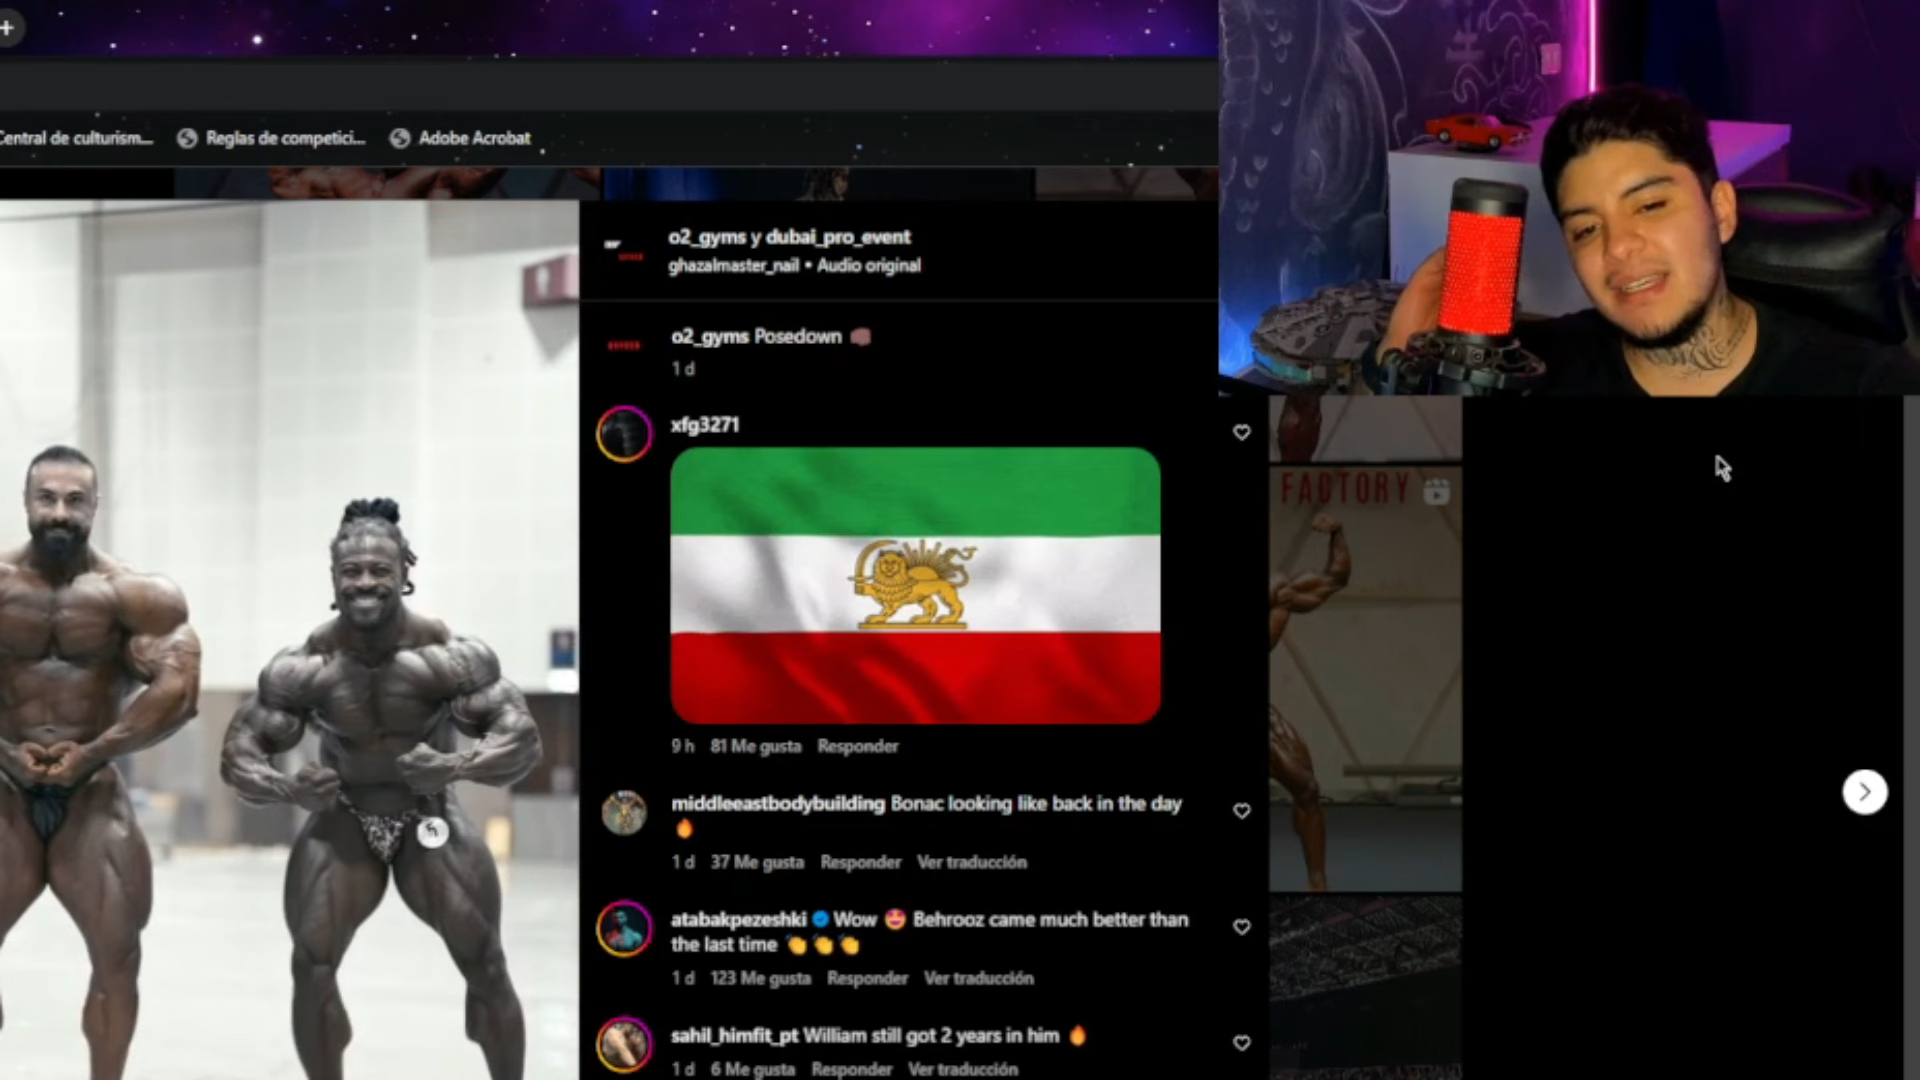 Central de culturism...
Reglas de competici...
Adobe Acrobat
o2_gyms y dubai_pro_event
ghazalmaster_nail • Audio original
o2_gyms Posedown
1 d
xfg3271
9 h 81 Me gusta Responder
middleeastbodybuilding Bonac looking like back in the day
🔥
1 d 37 Me gusta Responder Ver traducción
atabakpezeshki Wow 🤩 Behrooz came much better than
the last time 👏👏👏
1 d 123 Me gusta Responder Ver traducción
sahil_himfit_pt William still got 2 years in him 🔥
1 d 6 Me gusta Responder Ver traducción
FACTORY